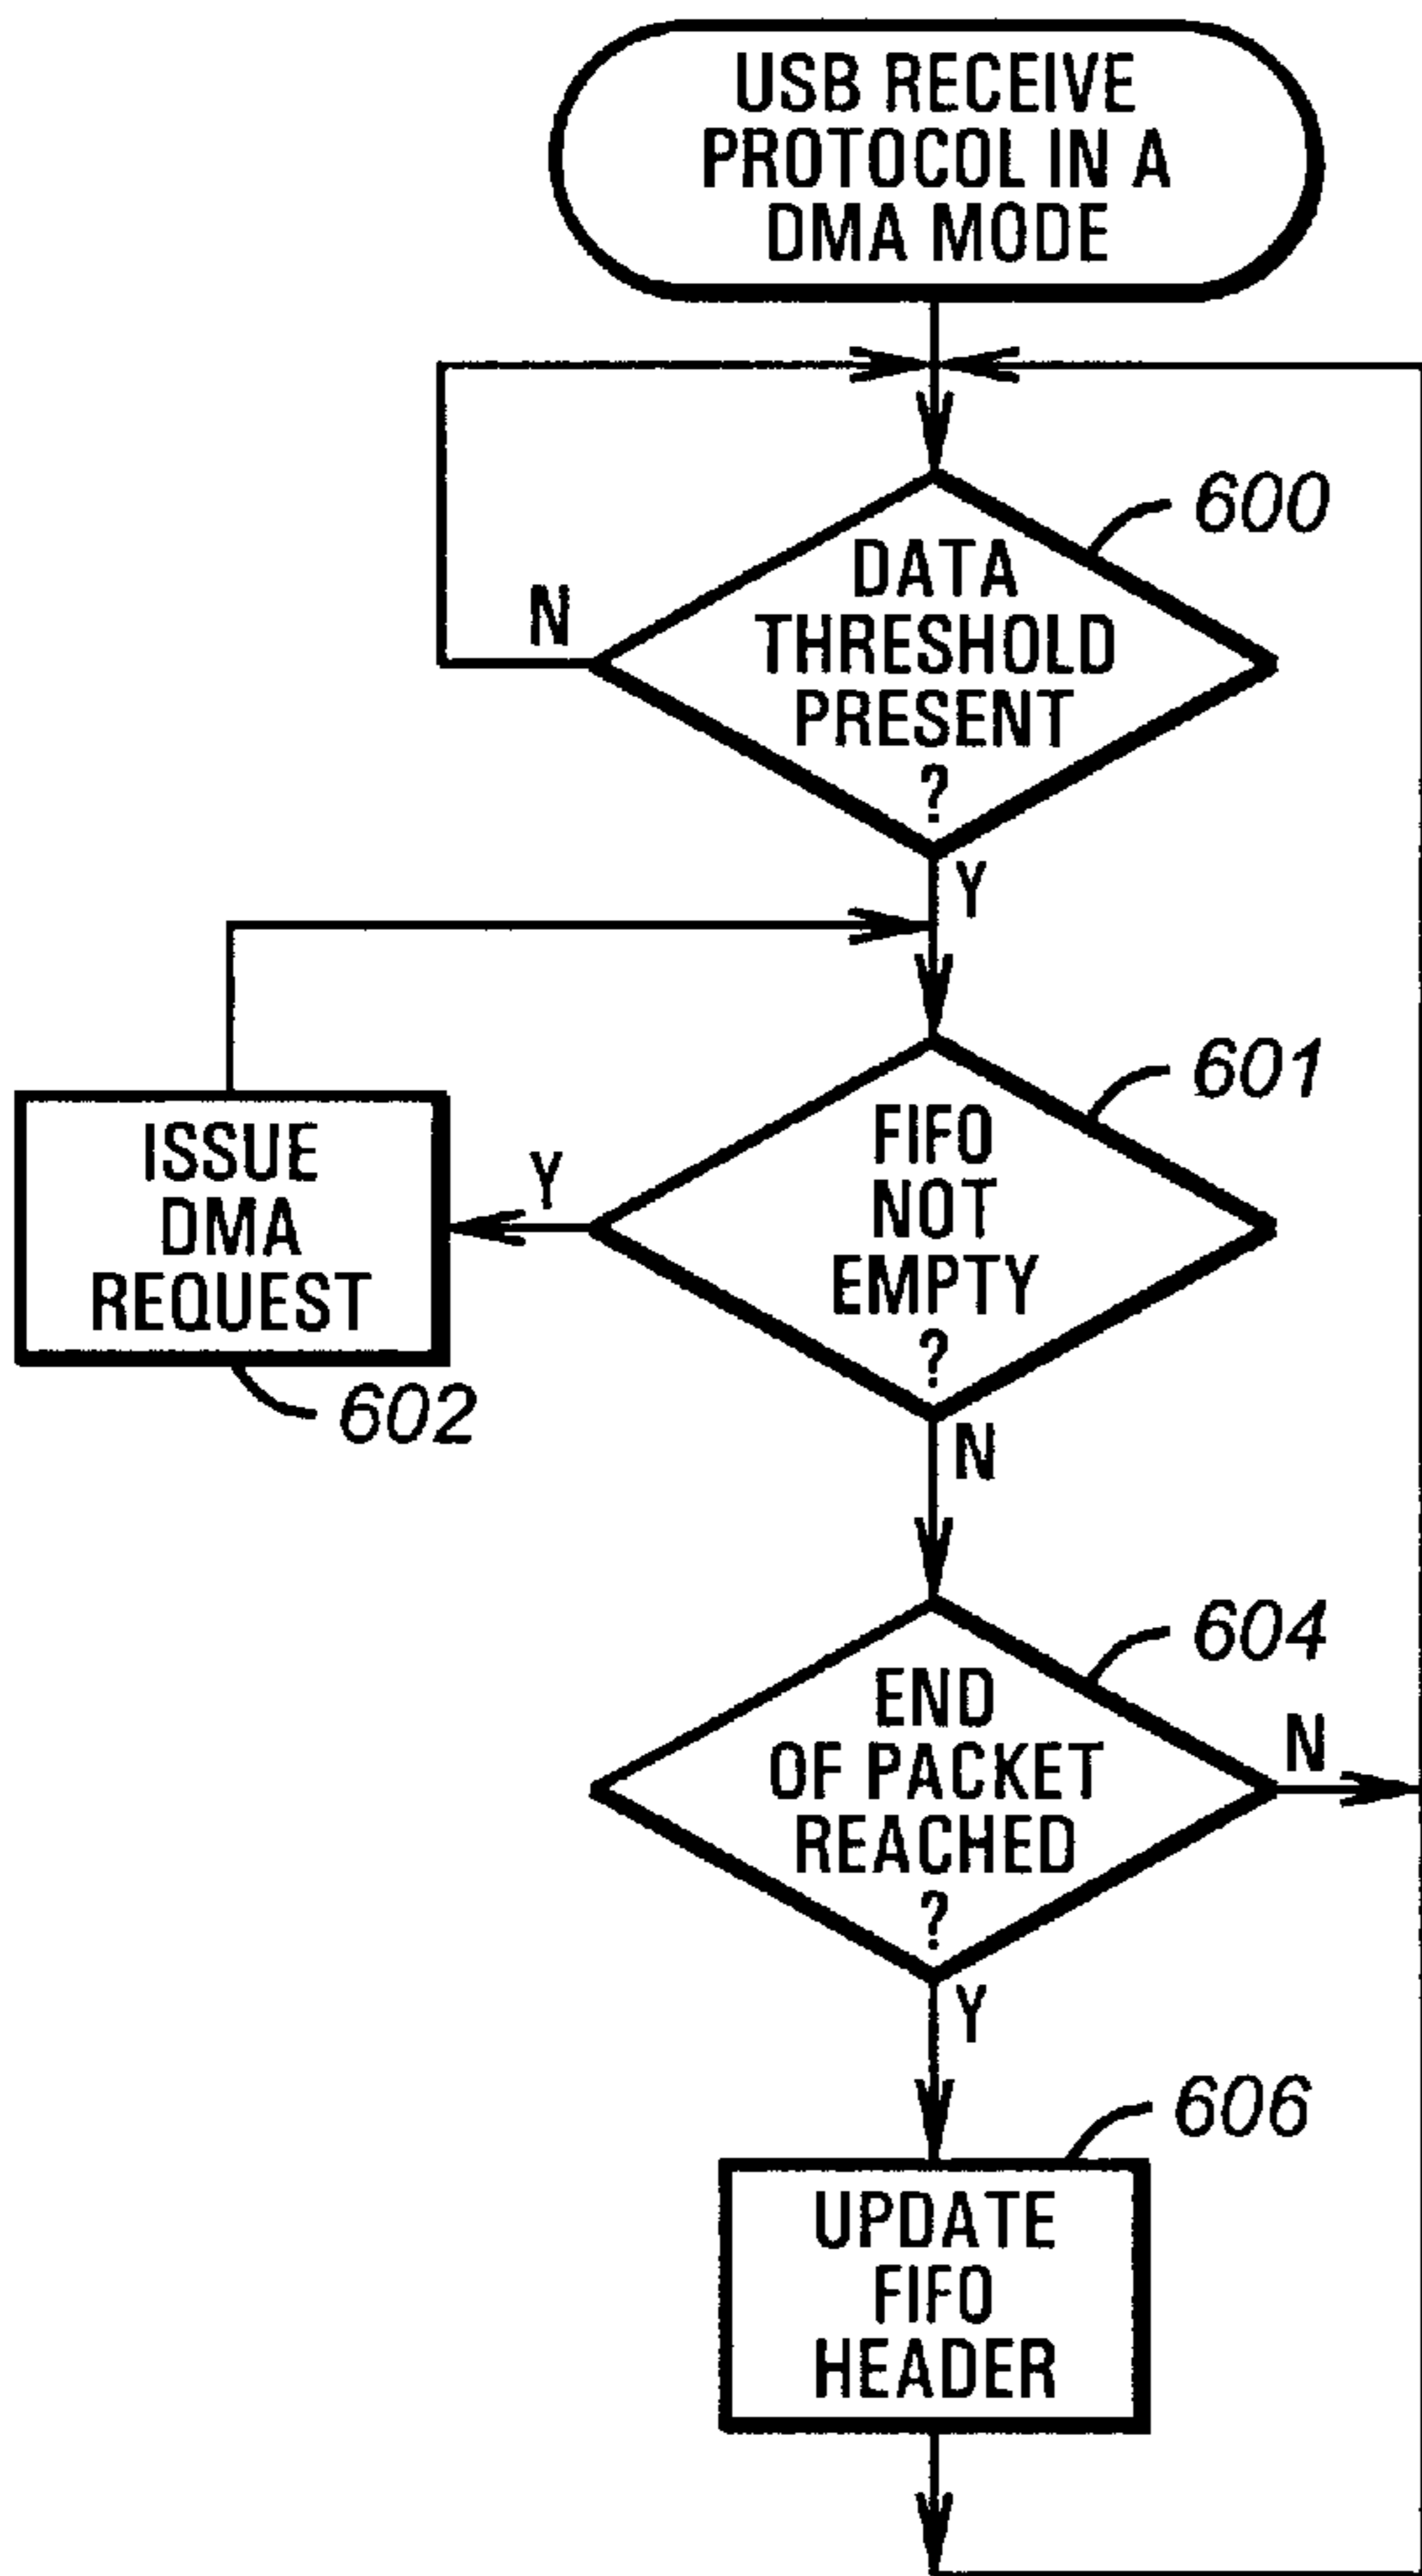 USB RECEIVE
PROTOCOL IN A
DMA MODE
600
DATA
THRESHOLD
PRESENT
?
N
Y
601
FIFO
NOT
EMPTY
?
Y
N
ISSUE
DMA
REQUEST
602
604
END
OF PACKET
REACHED
?
N
Y
606
UPDATE
FIFO
HEADER